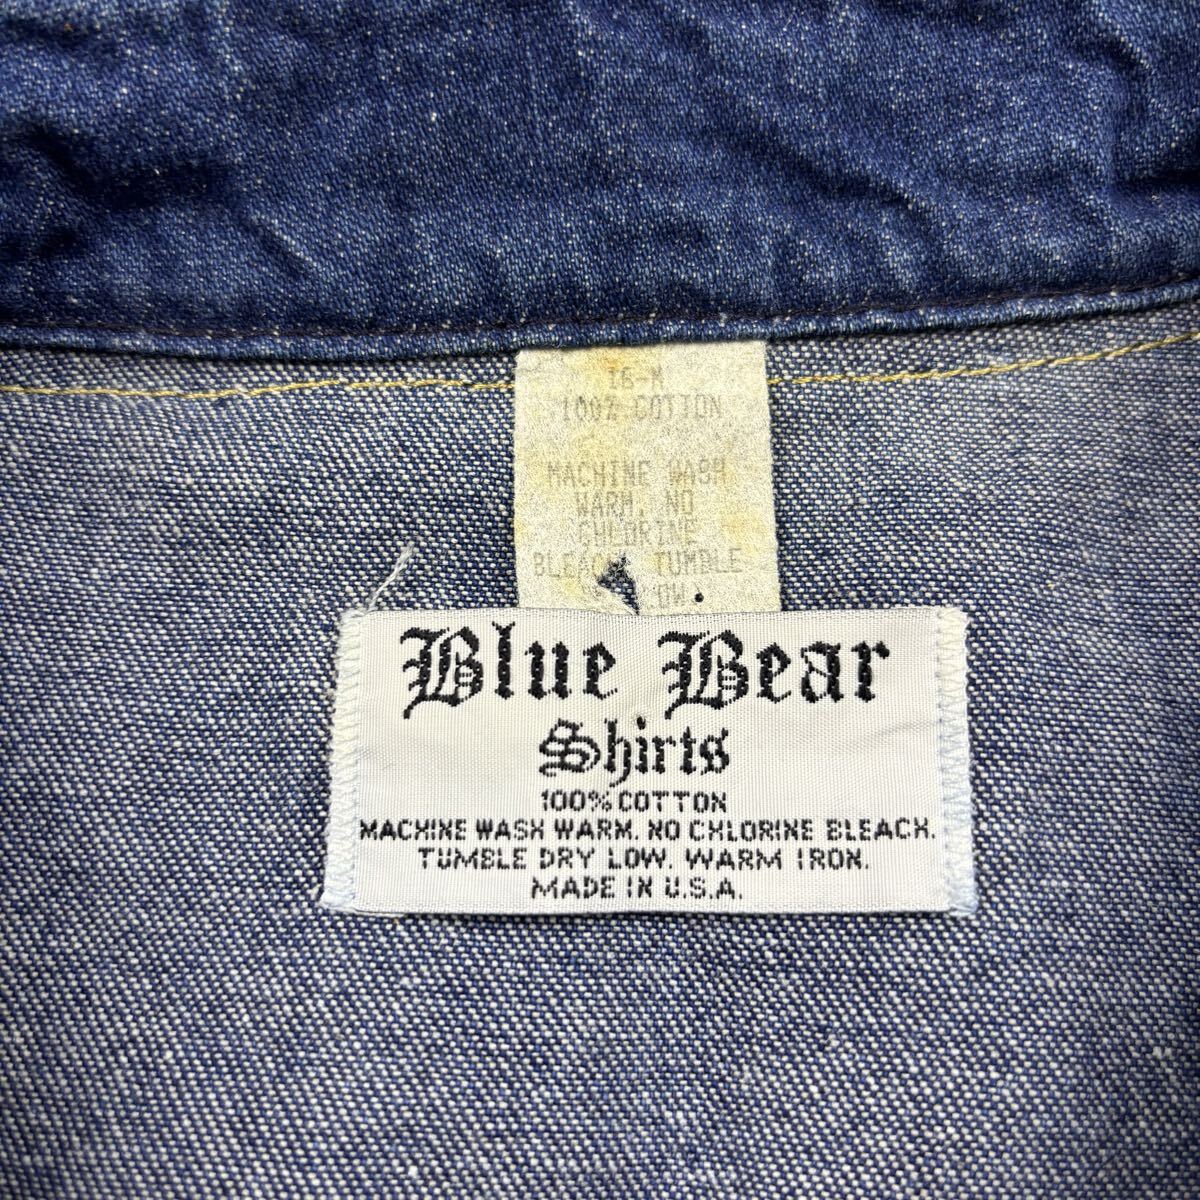 16-M
100% COTTON
MACHINE WASH
WARM. NO
CHLORINE
TUMBLE
Blue Bear
Shirts
100% COTTON
MACHINE WASH WARM. NO CHLORINE BLEACH.
TUMBLE DRY LOW. WARM IRON.
MADE IN U.S.A.